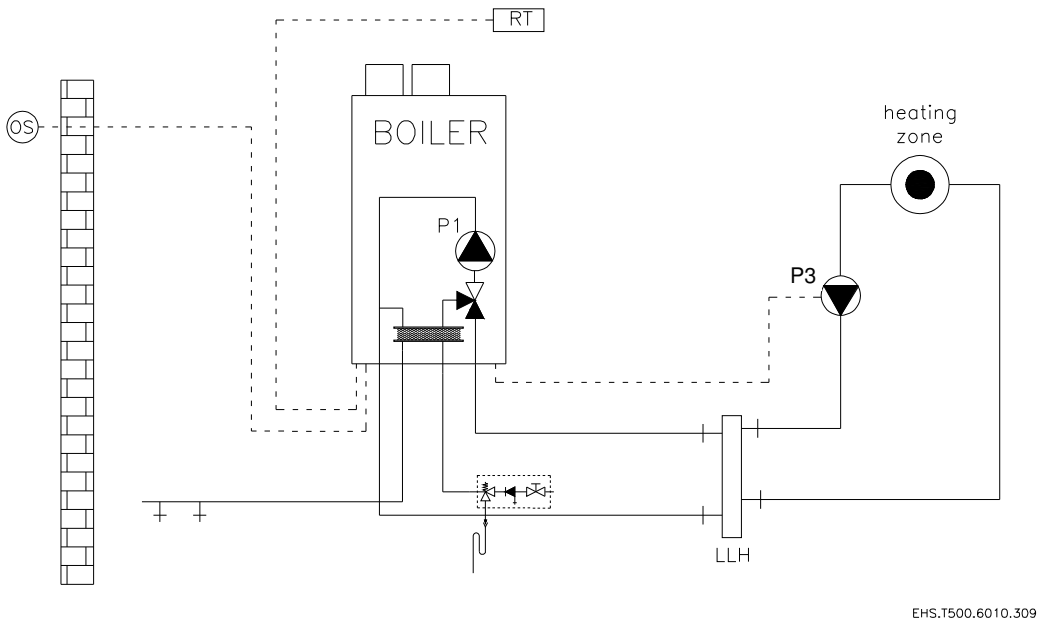 RT
OS
BOILER
heating
zone
P1
P3
LLH
EHS.T500.6010.309